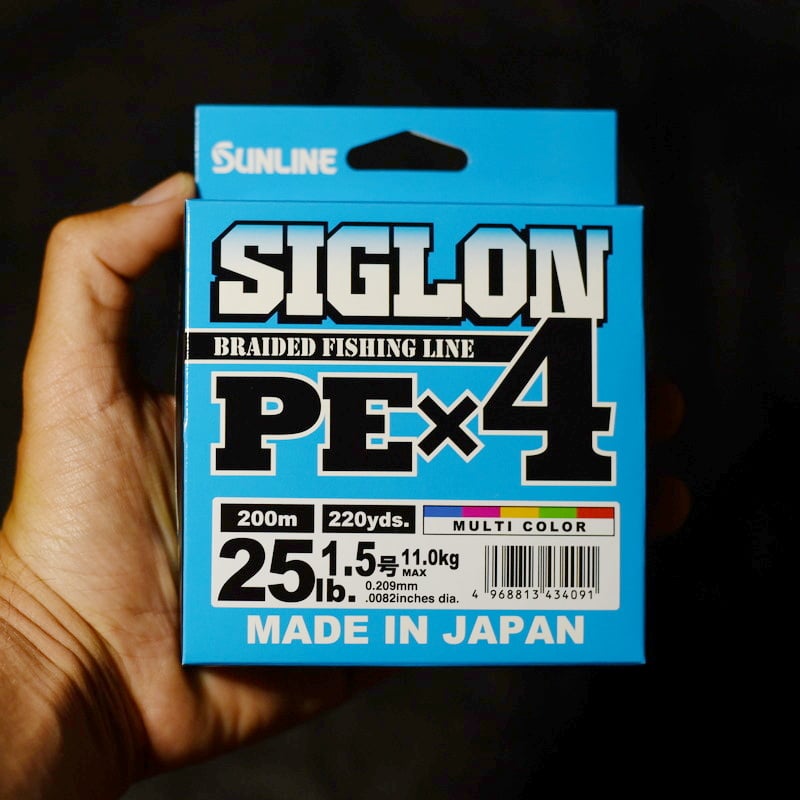 SUNLINE
SIGLON
BRAIDED FISHING LINE
PE×4
200m 220yds. MULTI COLOR
25lb. 1.5号 11.0kg MAX
0.209mm
.0082inches dia.
4 968813 434091
MADE IN JAPAN